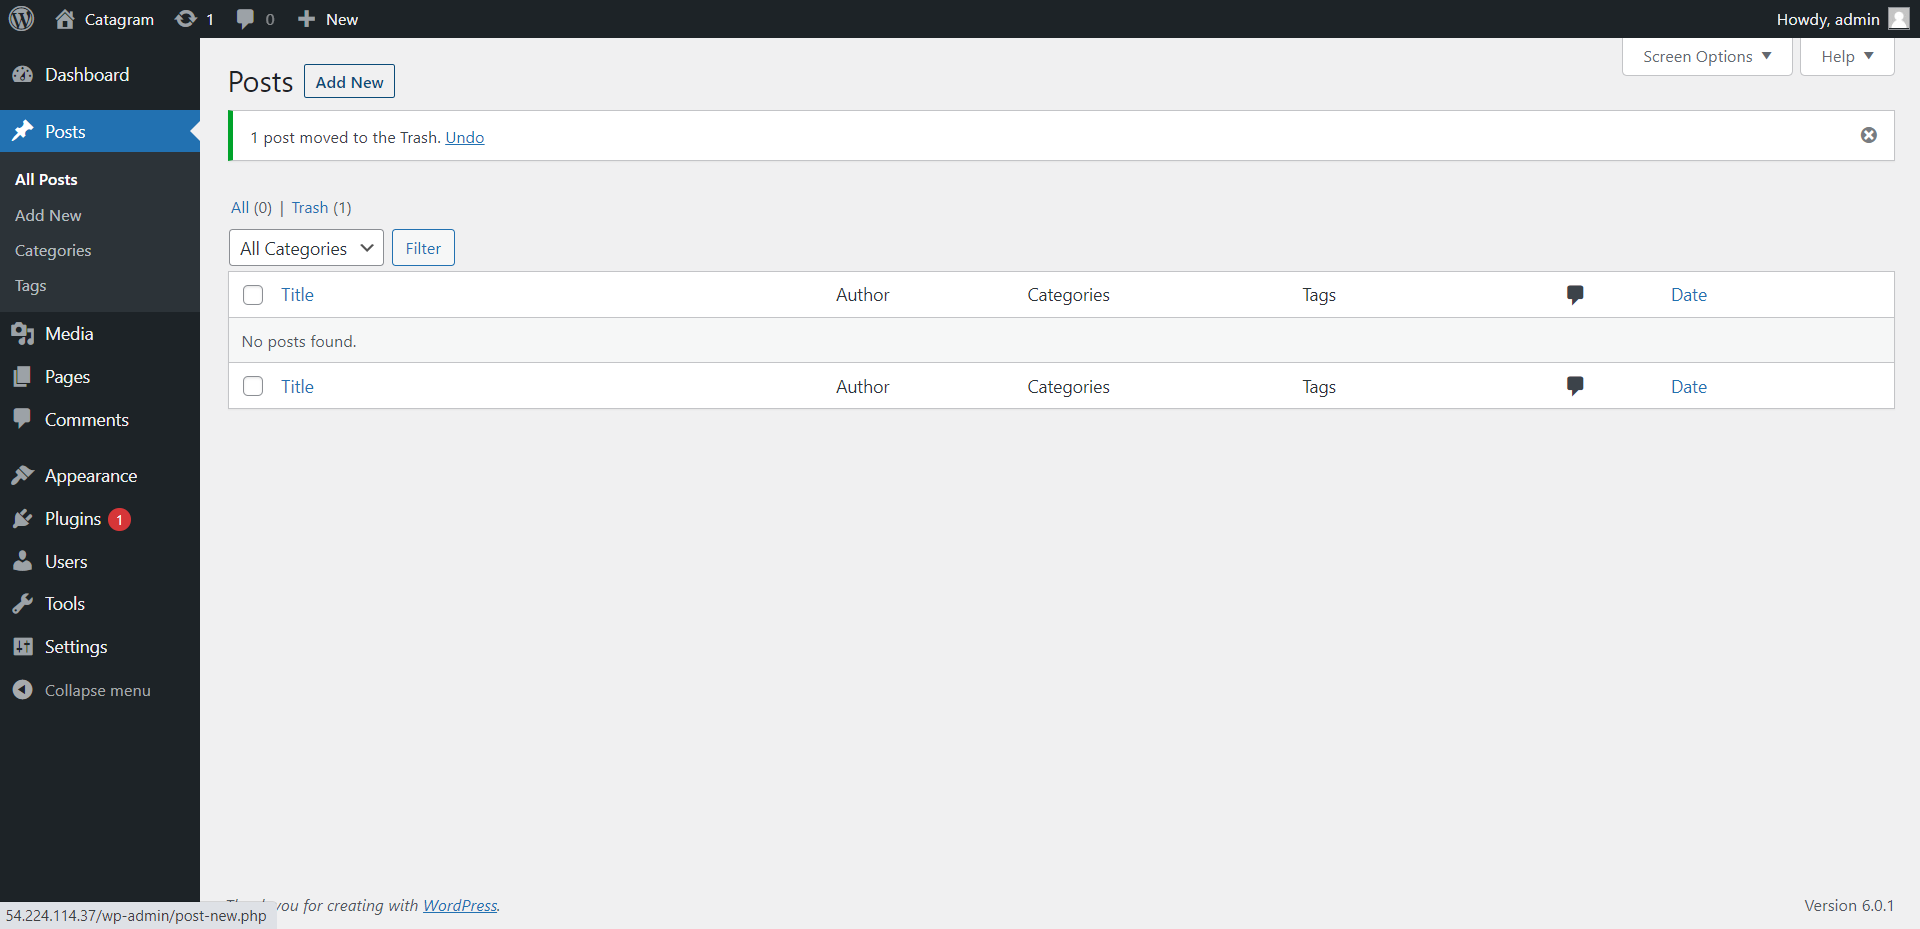 Catagram 1 0 New Howdy, admin
Screen Options Help
Dashboard
Posts
All Posts
Add New
Categories
Tags
Media
Pages
Comments
Appearance
Plugins 1
Users
Tools
Settings
Collapse menu
Posts Add New
1 post moved to the Trash. Undo
All (0) | Trash (1)
All Categories Filter
Title Author Categories Tags Date
No posts found.
Title Author Categories Tags Date
you for creating with WordPress. Version 6.0.1
54.224.114.37/wp-admin/post-new.php